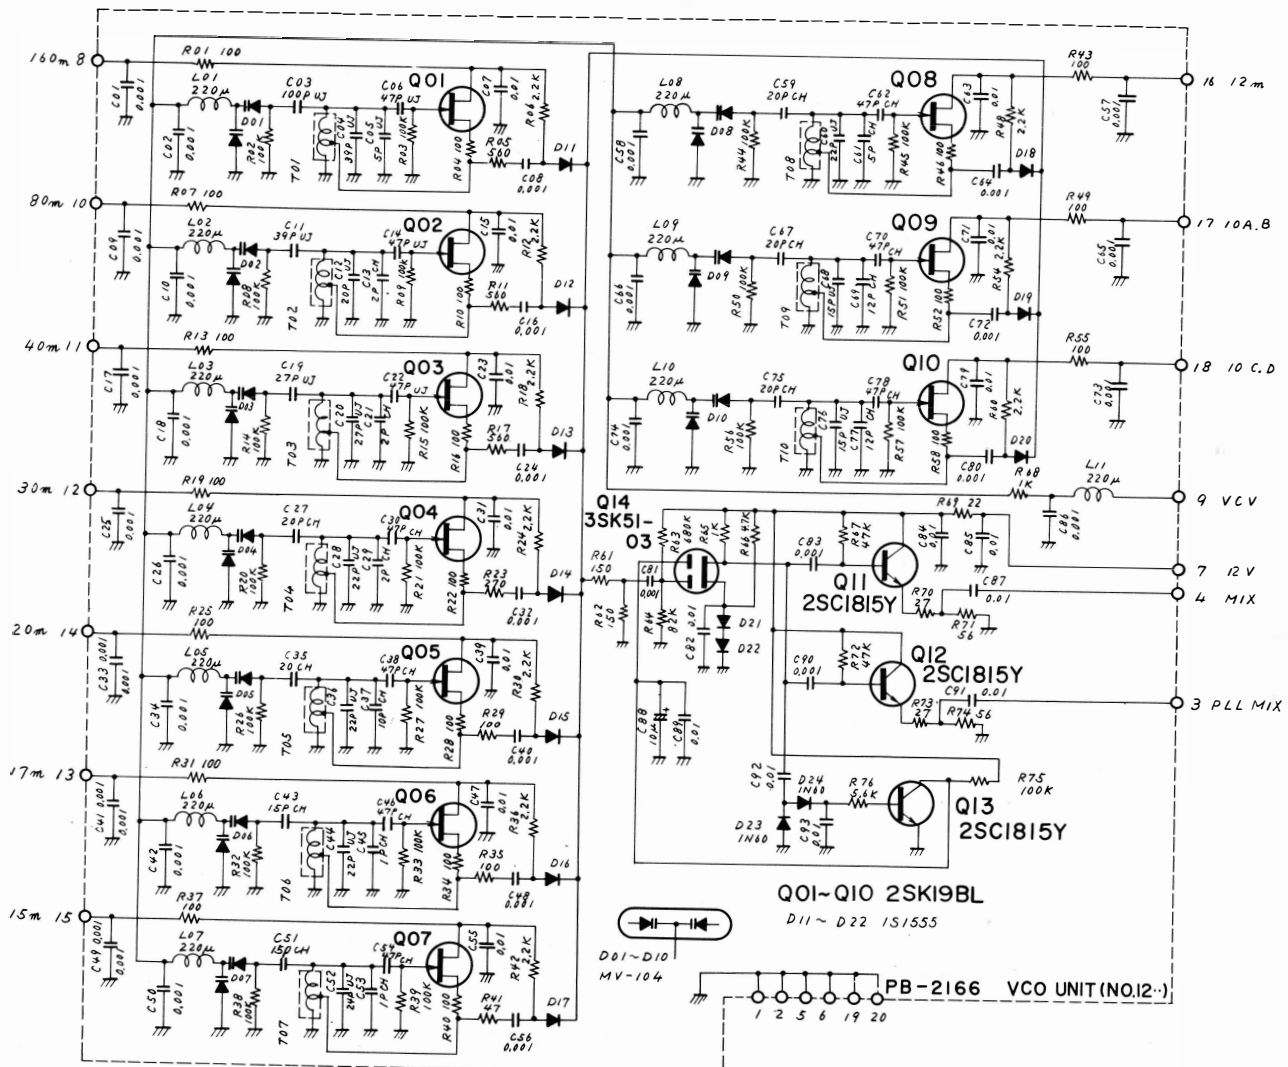 160m 8
R01 100
C01 0.001
L01 220μ
C02 0.001
D01
R02 100K
C03 100P UJ
T01
C04 39P UJ
C05 5P UJ
C06 47P UJ
R03 100K
Q01
R04 100
C07 0.01
R06 2.2K
R05 560
C08 0.001
D11
80m 10
R07 100
C09 0.001
L02 220μ
C10 0.001
D02
R08 100K
C11 39P UJ
T02
C12 20P UJ
C13 2P CH
C14 47P UJ
R09 100K
Q02
R10 100
C15 0.01
R12 2.2K
R11 560
C16 0.001
D12
40m 11
R13 100
C17 0.001
L03 220μ
C18 0.001
D03
R14 100K
C19 27P UJ
T03
C20 27P UJ
C21 2P CH
C22 47P UJ
R15 100K
Q03
R16 100
C23 0.01
R18 2.2K
R17 560
C24 0.001
D13
30m 12
R19 100
C25 0.001
L04 220μ
C26 0.001
D04
R20 100K
C27 20P CH
T04
C28 22P UJ
C29 2P CH
C30 47P CH
R21 100K
Q04
R22 100
C31 0.01
R24 2.2K
R23 270
C32 0.001
D14
20m 14
R25 100
C33 0.001
0.001
L05 220μ
C34 0.001
D05
R26 100K
C35 20 CH
T05
C36 22P UJ
C37 10P CH
C38 47P CH
R27 100K
Q05
R28 100
C39 0.01
R30 2.2K
R29 100
C40 0.001
D15
17m 13
R31 100
C41 0.001
0.001
L06 220μ
C42 0.001
D06
R32 100K
C43 15P CH
T06
C44 22P UJ
C45 1P CH
C46 47P CH
R33 100K
Q06
R34 100
C47 0.01
R36 2.2K
R35 100
C48 0.001
D16
15m 15
R37 100
C49 0.001
0.001
L07 220μ
C50 0.001
D07
R38
C51 15P CH
T07
C52 24P UJ
C53 1P CH
C54 47P CH
R39 100K
Q07
R40 100
C55 0.01
R42 2.2K
R41 47
C56 0.001
D17
L08 220μ
C58 0.001
D08
R44 100K
C59 20P CH
T08
C60 22P UJ
C61 5P CH
C62 47P CH
R45 100K
Q08
R46 100
C63 0.01
R48 2.2K
C64 0.001
D18
R43 100
C57 0.001
16 12m
L09 220μ
C66 0.001
D09
R50 100K
C67 20P CH
T09
C68 15P UJ
C69 12P CH
C70 47P CH
R51 100K
Q09
R52 100
C71 0.01
R54 2.2K
C72 0.001
D19
R49 100
C65 0.001
17 10A.B
L10 220μ
C74 0.001
D10
R56 100K
C75 20P CH
T10
C76 15P UJ
C77 12P CH
C78 47P CH
R57 100K
Q10
R58 100
C79 0.01
R60 2.2K
C80 0.001
D20
R55 100
C73 0.001
18 10 C.D
R68 1K
L11 220μ
C86 0.001
9 VCV
Q14
3SK51-03
R61 150
R62 150
C81 0.001
R63 680K
R64 82K
R65 1K
R66 47K
C82 0.01
D21
D22
C83 0.001
R67 47K
Q11
2SC1815Y
C84 0.01
R69 22
C85 0.01
7 12V
R70 27
C87 0.01
R71 56
4 MIX
C90 0.001
R72 47K
Q12
2SC1815Y
R73 27
C91 0.01
R74 56
3 PLL MIX
C88 10μ
+
C89 0.01
C92 0.01
D23 1N60
D24 1N60
C93 0.01
R76 5.6K
Q13
2SC1815Y
R75 100K
Q01~Q10 2SK19BL
D11~D22 1S1555
D01~D10
MV-104
PB-2166 VCO UNIT (NO.12··)
1 2 5 6 19 20